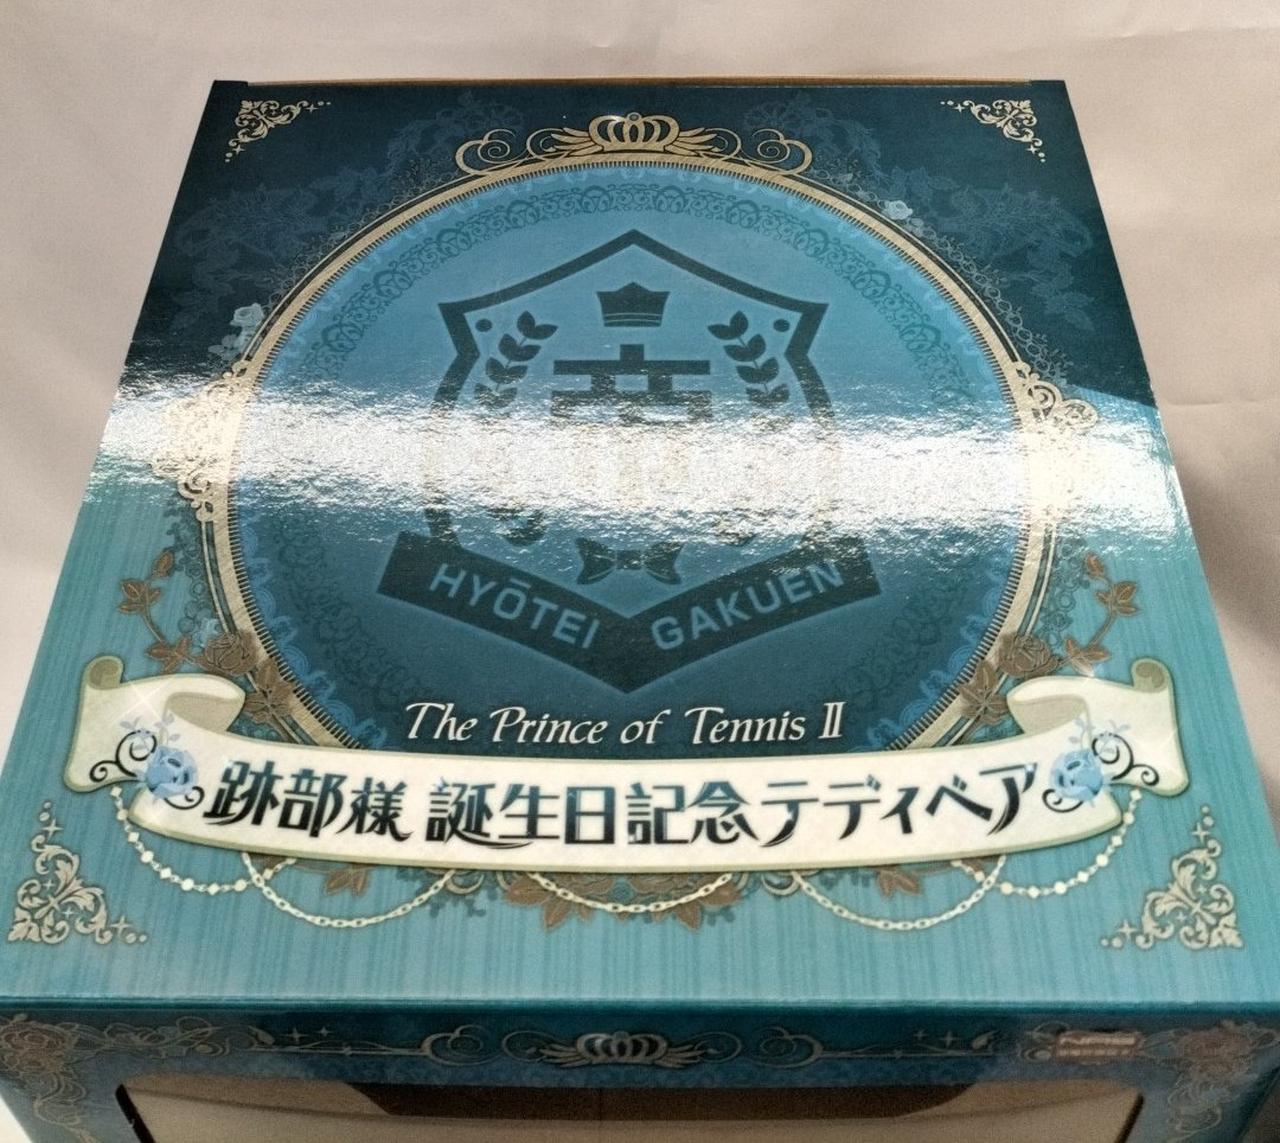 HYŌTEI GAKUEN
The Prince of Tennis II
跡部様 誕生日記念テディベア